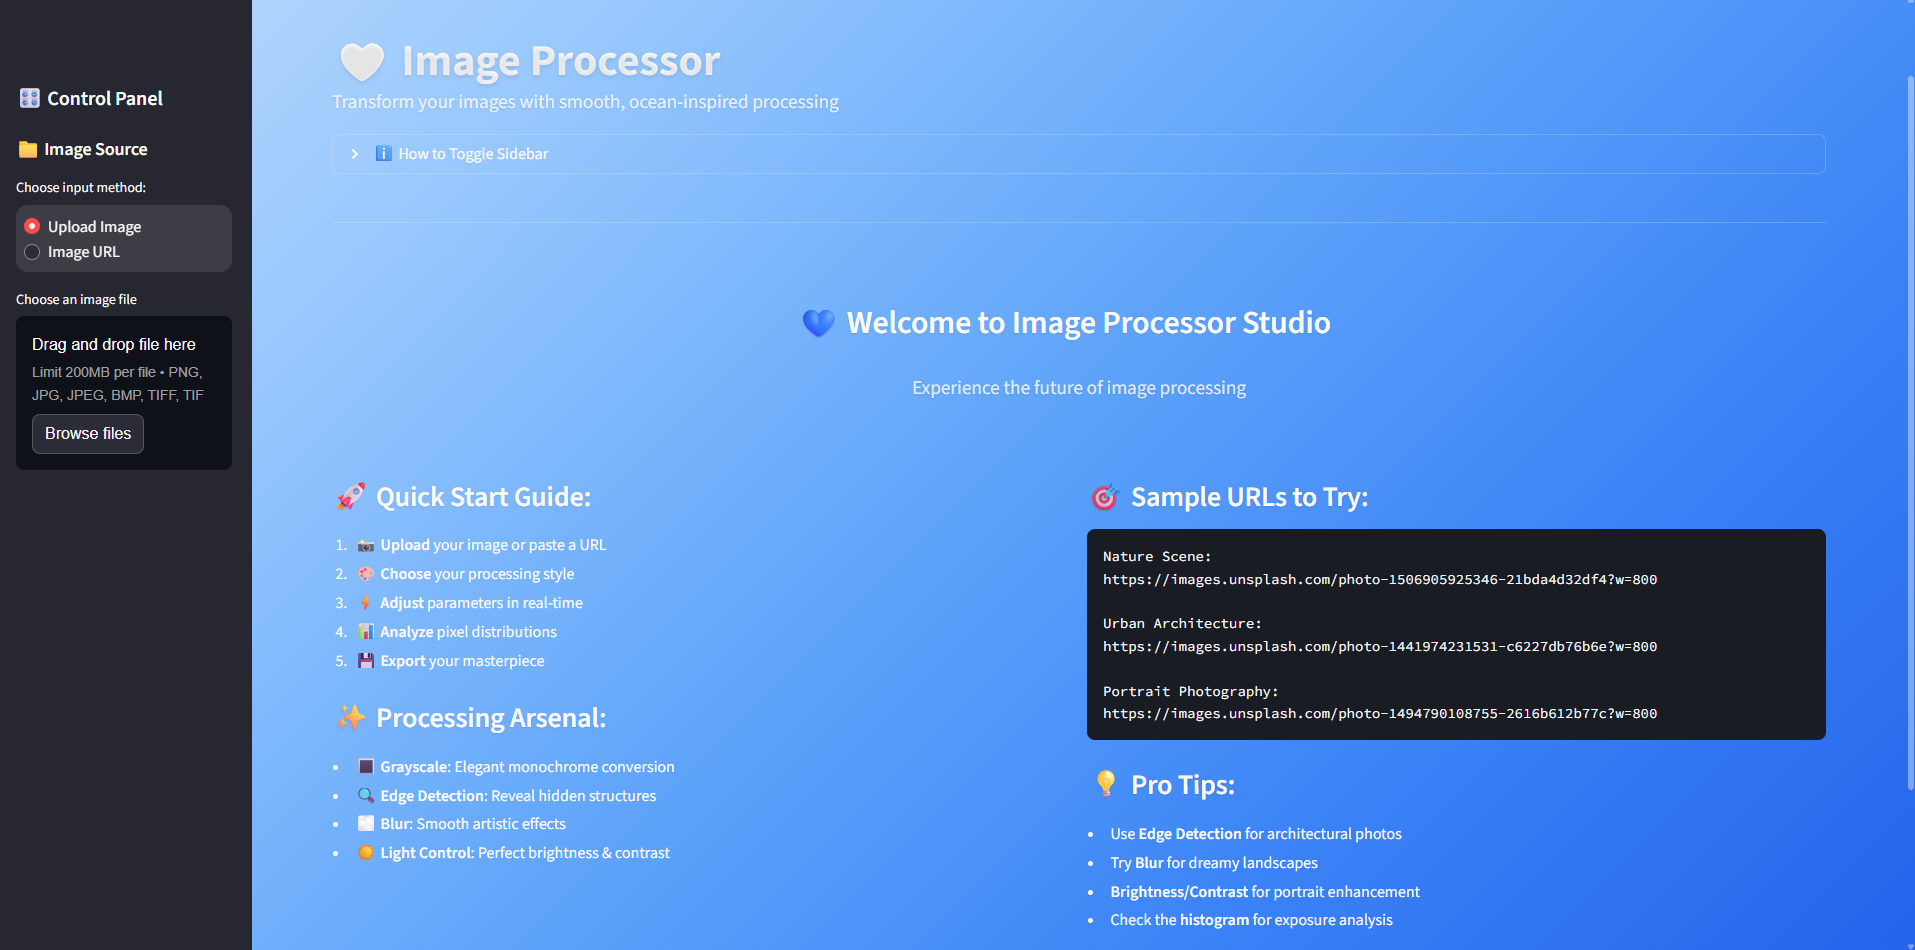 Control Panel
Image Source
Choose input method:
Upload Image
Image URL
Choose an image file
Drag and drop file here
Limit 200MB per file • PNG,
JPG, JPEG, BMP, TIFF, TIF
Browse files
Image Processor
Transform your images with smooth, ocean-inspired processing
How to Toggle Sidebar
Welcome to Image Processor Studio
Experience the future of image processing
Quick Start Guide:
1. Upload your image or paste a URL
2. Choose your processing style
3. Adjust parameters in real-time
4. Analyze pixel distributions
5. Export your masterpiece
Processing Arsenal:
• Grayscale: Elegant monochrome conversion
• Edge Detection: Reveal hidden structures
• Blur: Smooth artistic effects
• Light Control: Perfect brightness & contrast
Sample URLs to Try:
Nature Scene:
https://images.unsplash.com/photo-1506905925346-21bda4d32df4?w=800
Urban Architecture:
https://images.unsplash.com/photo-1441974231531-c6227db76b6e?w=800
Portrait Photography:
https://images.unsplash.com/photo-1494790108755-2616b612b77c?w=800
Pro Tips:
• Use Edge Detection for architectural photos
• Try Blur for dreamy landscapes
• Brightness/Contrast for portrait enhancement
• Check the histogram for exposure analysis